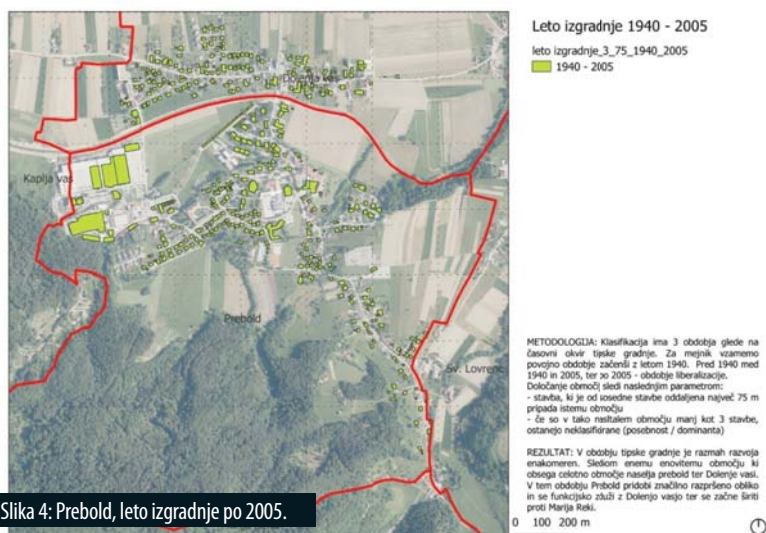 Leto izgradnje 1940 - 2005
leto izgradnje_3_75_1940_2005
1940 - 2005
Dolenja vas
Kaplja vas
Prebold
Sv. Lovrenc
METODOLOGIJA: Klasifikacija ima 3 obdobja glede na
časovni okvir tipske gradnje. Za mejnik vzamemo
povojno obdobje začenši z letom 1940. Pred 1940 med
1940 in 2005, ter po 2005 - obdobje liberalizacije.
Določanje območij sledi naslednjim parametrom:
- stavba, ki je od sosedne stavbe oddaljena največ 75 m
pripada istemu območju
- če so v tako nastalem območju manj kot 3 stavbe,
ostanejo neklasifikirane (posebnost / dominanta)
REZULTAT: V obdobju tipske gradnje je razmah razvoja
enakomeren. Sledimo enemu enovitemu območju ki
obsega celotno območje naselja prebold ter Dolenje vasi.
V tem obdobju Prebold pridobi značilno razpršeno obliko
in se funkcijsko združi z Dolenjo vasjo ter se začne širiti
proti Marija Reki.
0 100 200 m
Slika 4: Prebold, leto izgradnje po 2005.